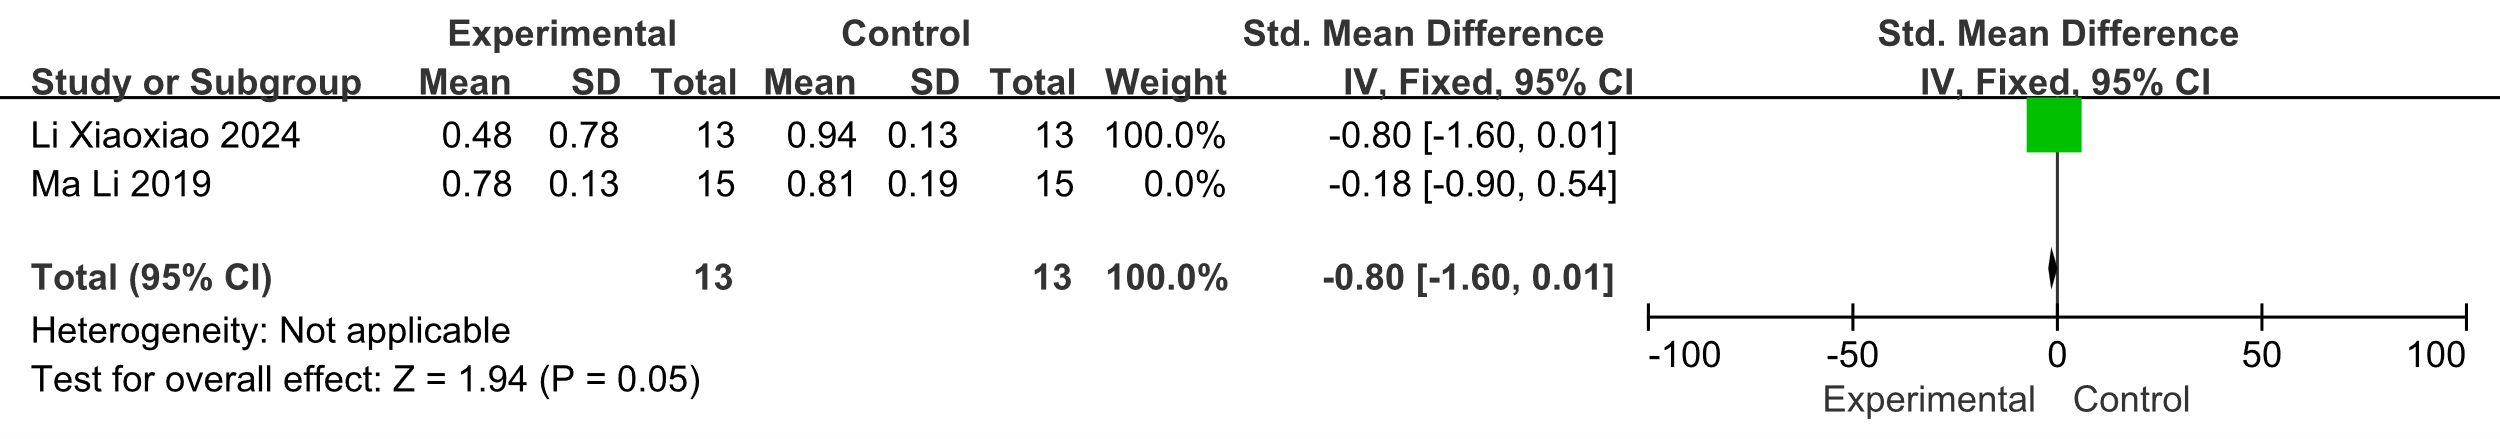 Experimental Control Std. Mean Difference Std. Mean Difference
Study or Subgroup Mean SD Total Mean SD Total Weight IV, Fixed, 95% CI IV, Fixed, 95% CI
Li Xiaoxiao 2024 0.48 0.78 13 0.94 0.13 13 100.0% -0.80 [-1.60, 0.01]
Ma Li 2019 0.78 0.13 15 0.81 0.19 15 0.0% -0.18 [-0.90, 0.54]
Total (95% CI) 13 13 100.0% -0.80 [-1.60, 0.01]
Heterogeneity: Not applicable
Test for overall effect: Z = 1.94 (P = 0.05)
-100 -50 0 50 100
Experimental Control